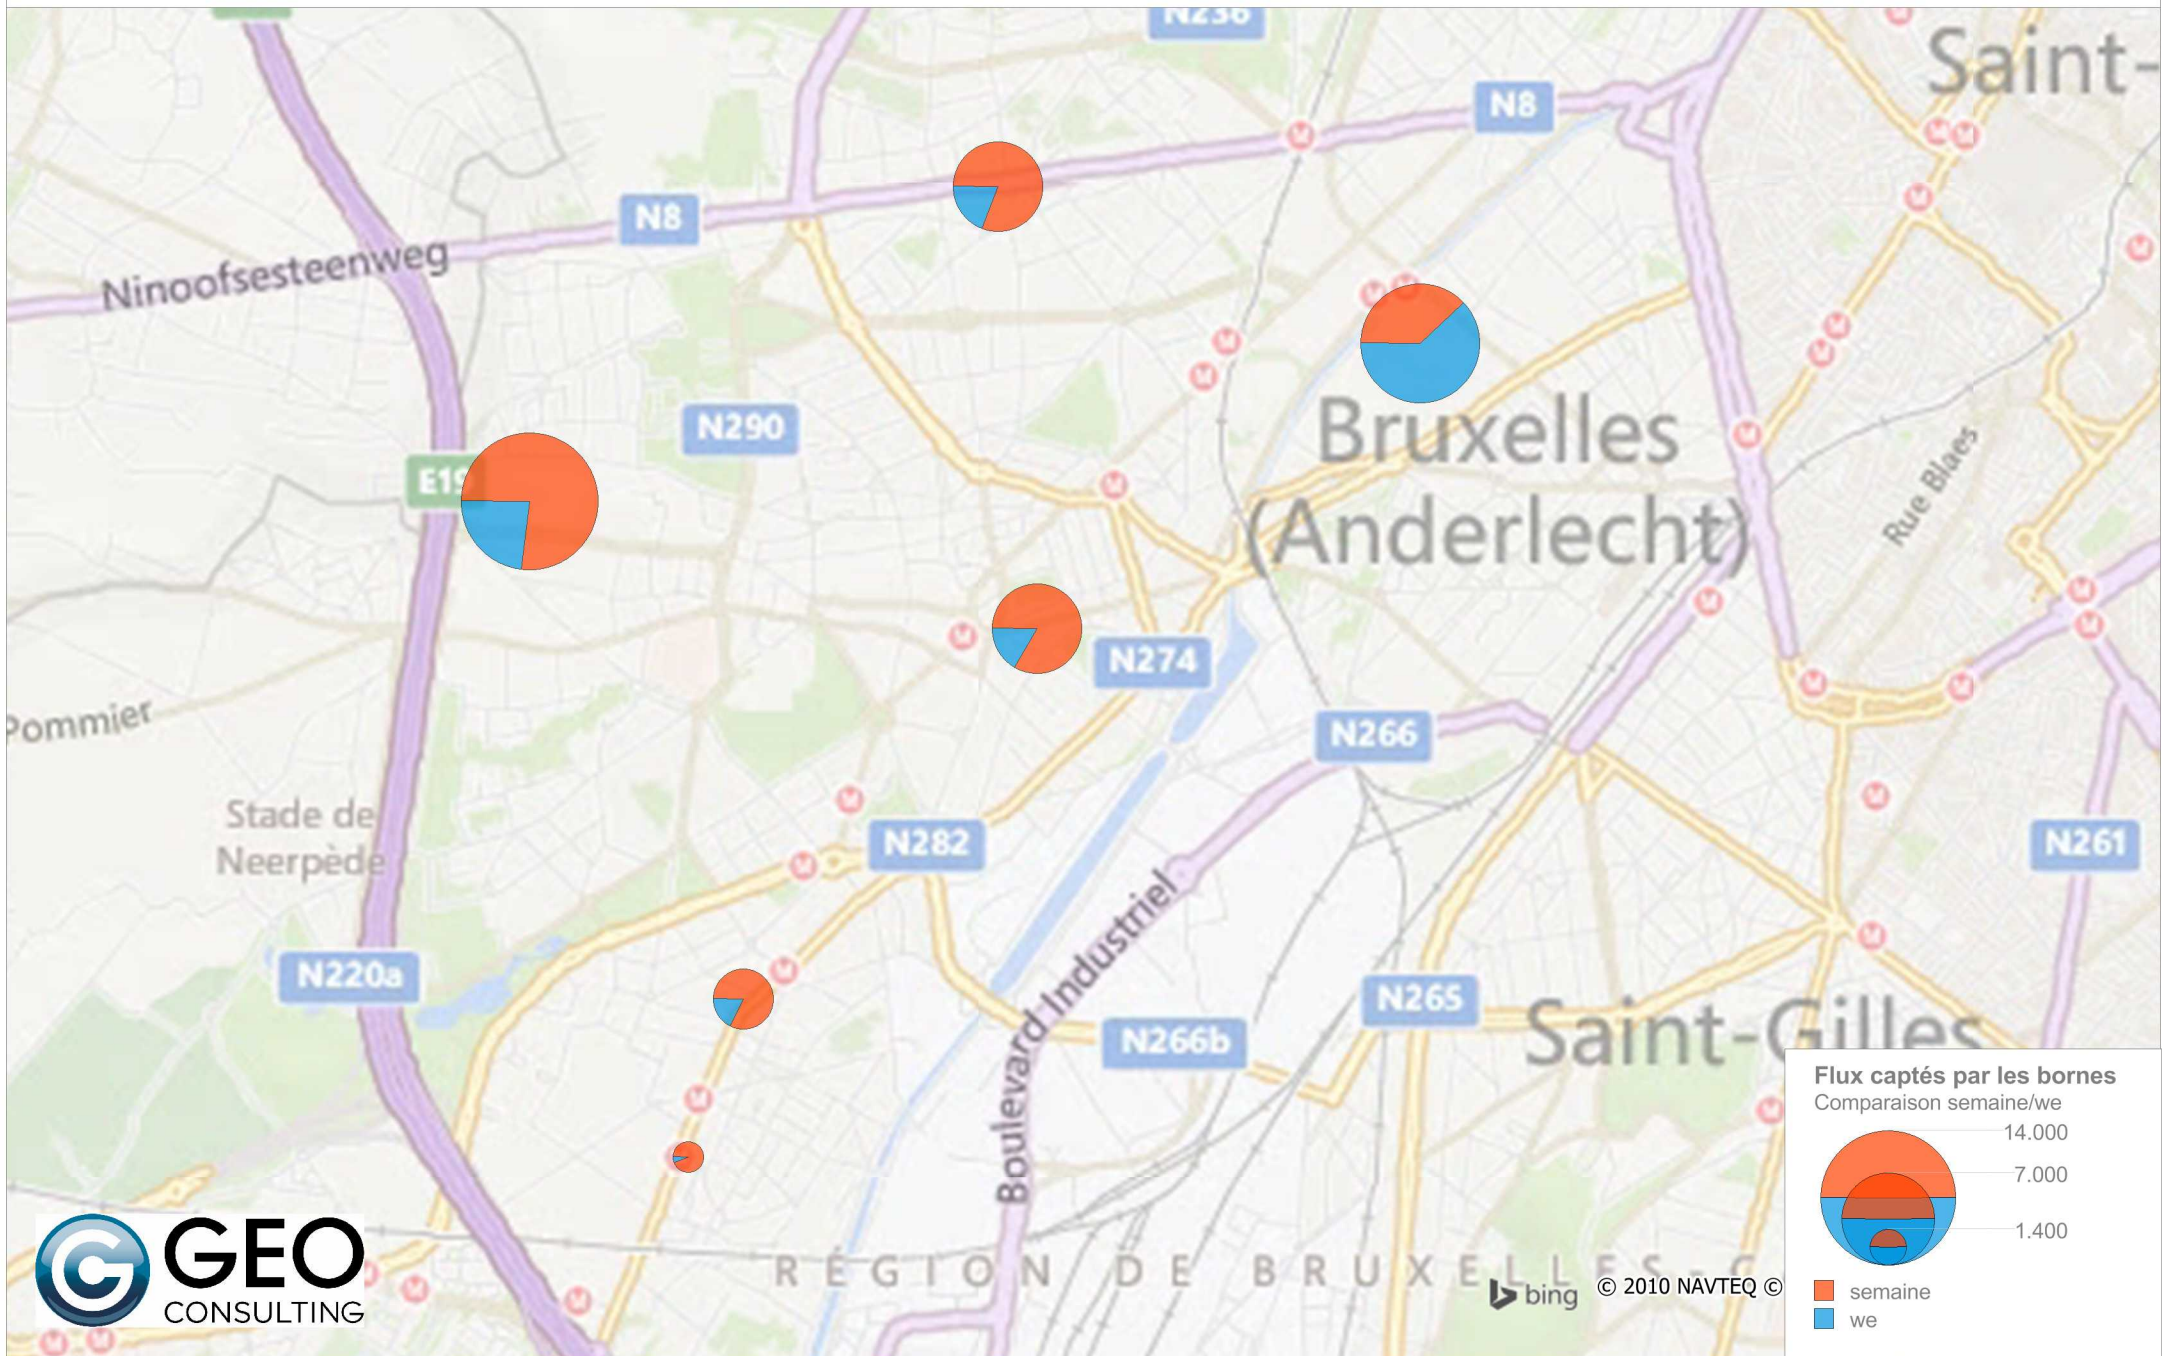 N236
Saint-
N8
N8
Ninoofsesteenweg
N290
Bruxelles
(Anderlecht)
E19
Rue Blaes
N274
Pommier
N266
Stade de
Neerpède
N282
N261
N220a
Boulevard Industriel
N265
N266b
Saint-Gilles
Flux captés par les bornes
Comparaison semaine/we
14.000
7.000
1.400
semaine
we
GEO
CONSULTING
RÉGION DE BRUXELLES-C
bing
© 2010 NAVTEQ ©